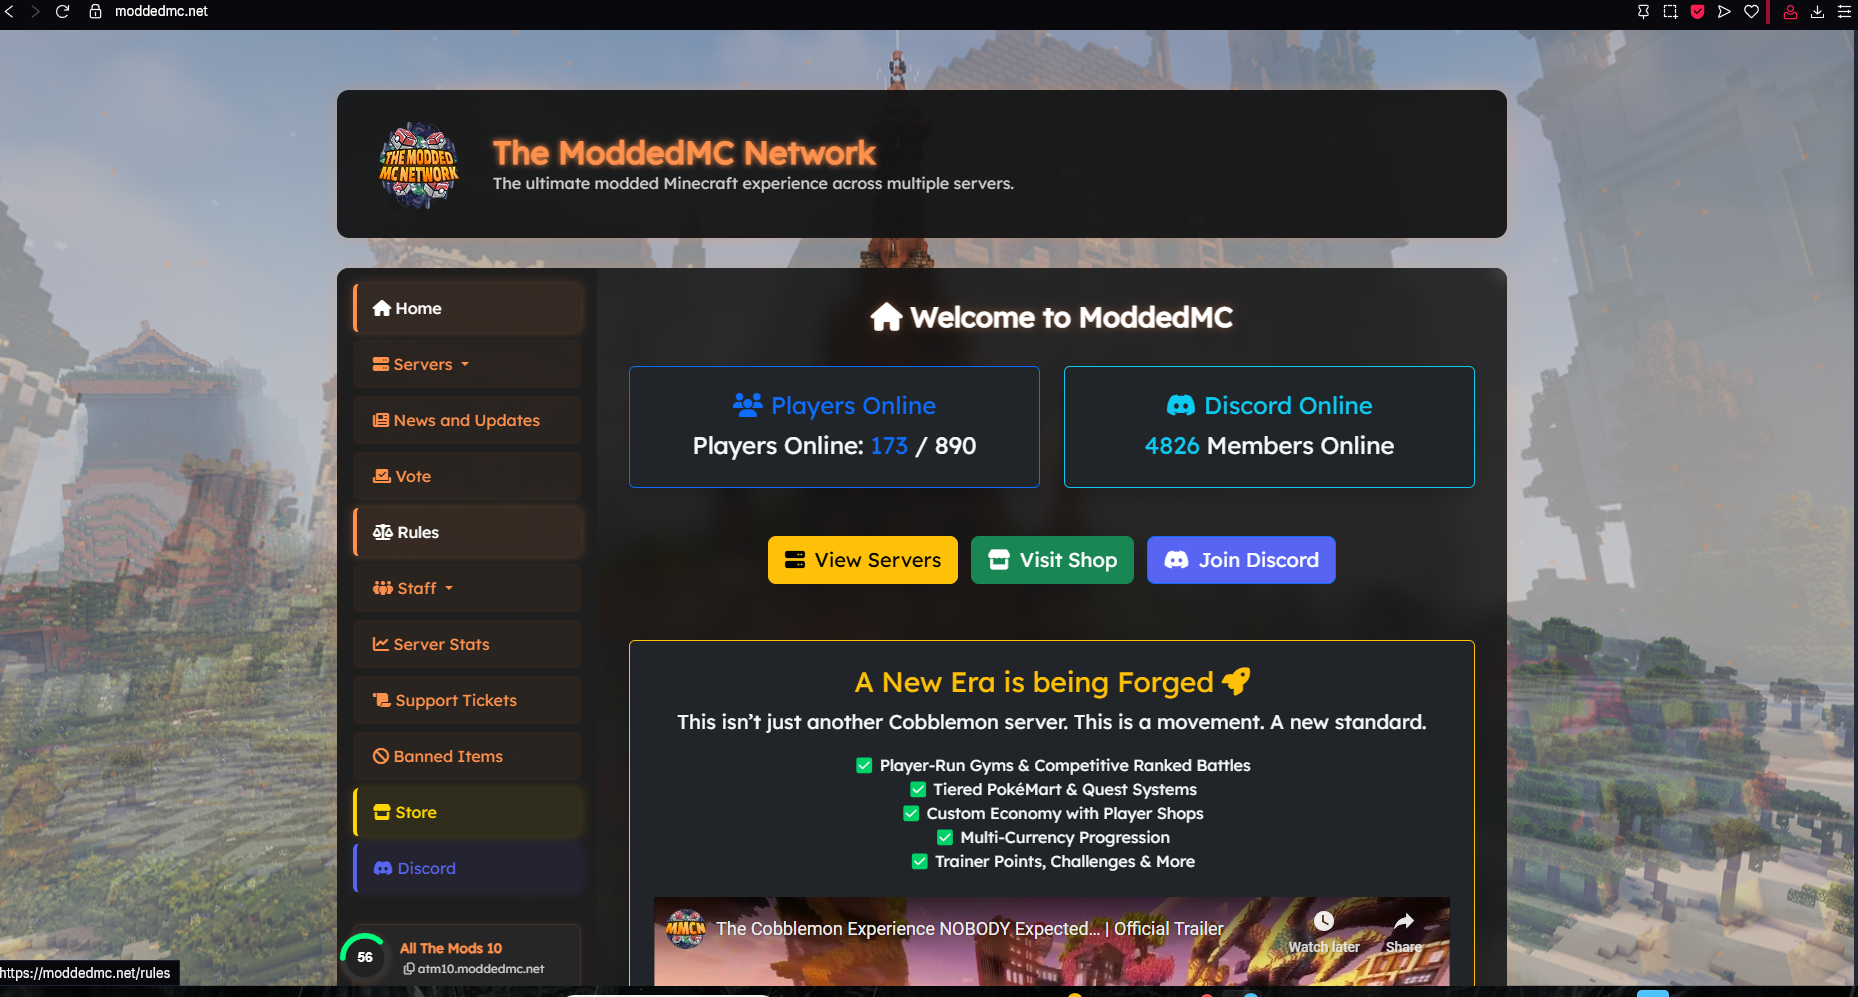 moddedmc.net
THE MODDED
MC NETWORK
The ModdedMC Network
The ultimate modded Minecraft experience across multiple servers.
Home
Servers
News and Updates
Vote
Rules
Staff
Server Stats
Support Tickets
Banned Items
Store
Discord
56
All The Mods 10
atm10.moddedmc.net
https://moddedmc.net/rules
Welcome to ModdedMC
Players Online
Players Online: 173 / 890
Discord Online
4826 Members Online
View Servers
Visit Shop
Join Discord
A New Era is being Forged
This isn’t just another Cobblemon server. This is a movement. A new standard.
Player-Run Gyms & Competitive Ranked Battles
Tiered PokéMart & Quest Systems
Custom Economy with Player Shops
Multi-Currency Progression
Trainer Points, Challenges & More
MMCN
The Cobblemon Experience NOBODY Expected... | Official Trailer
Watch later
Share